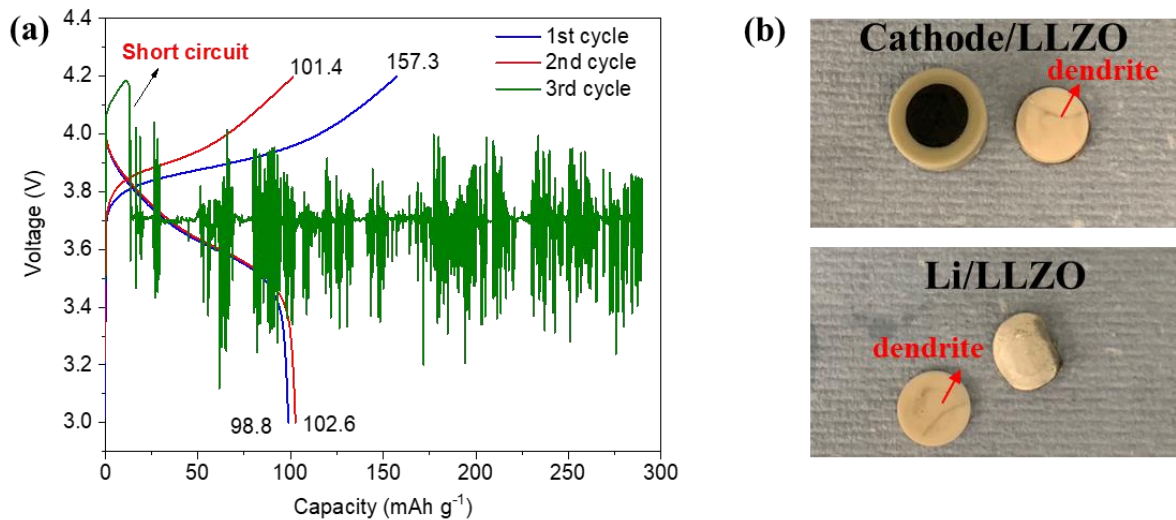 (a)
Short circuit
101.4
157.3
1st cycle
2nd cycle
3rd cycle
4.4
4.2
4.0
3.8
3.6
3.4
3.2
3.0
Voltage (V)
98.8
102.6
0
50
100
150
200
250
300
Capacity (mAh g⁻¹)
(b)
Cathode/LLZO
dendrite
Li/LLZO
dendrite